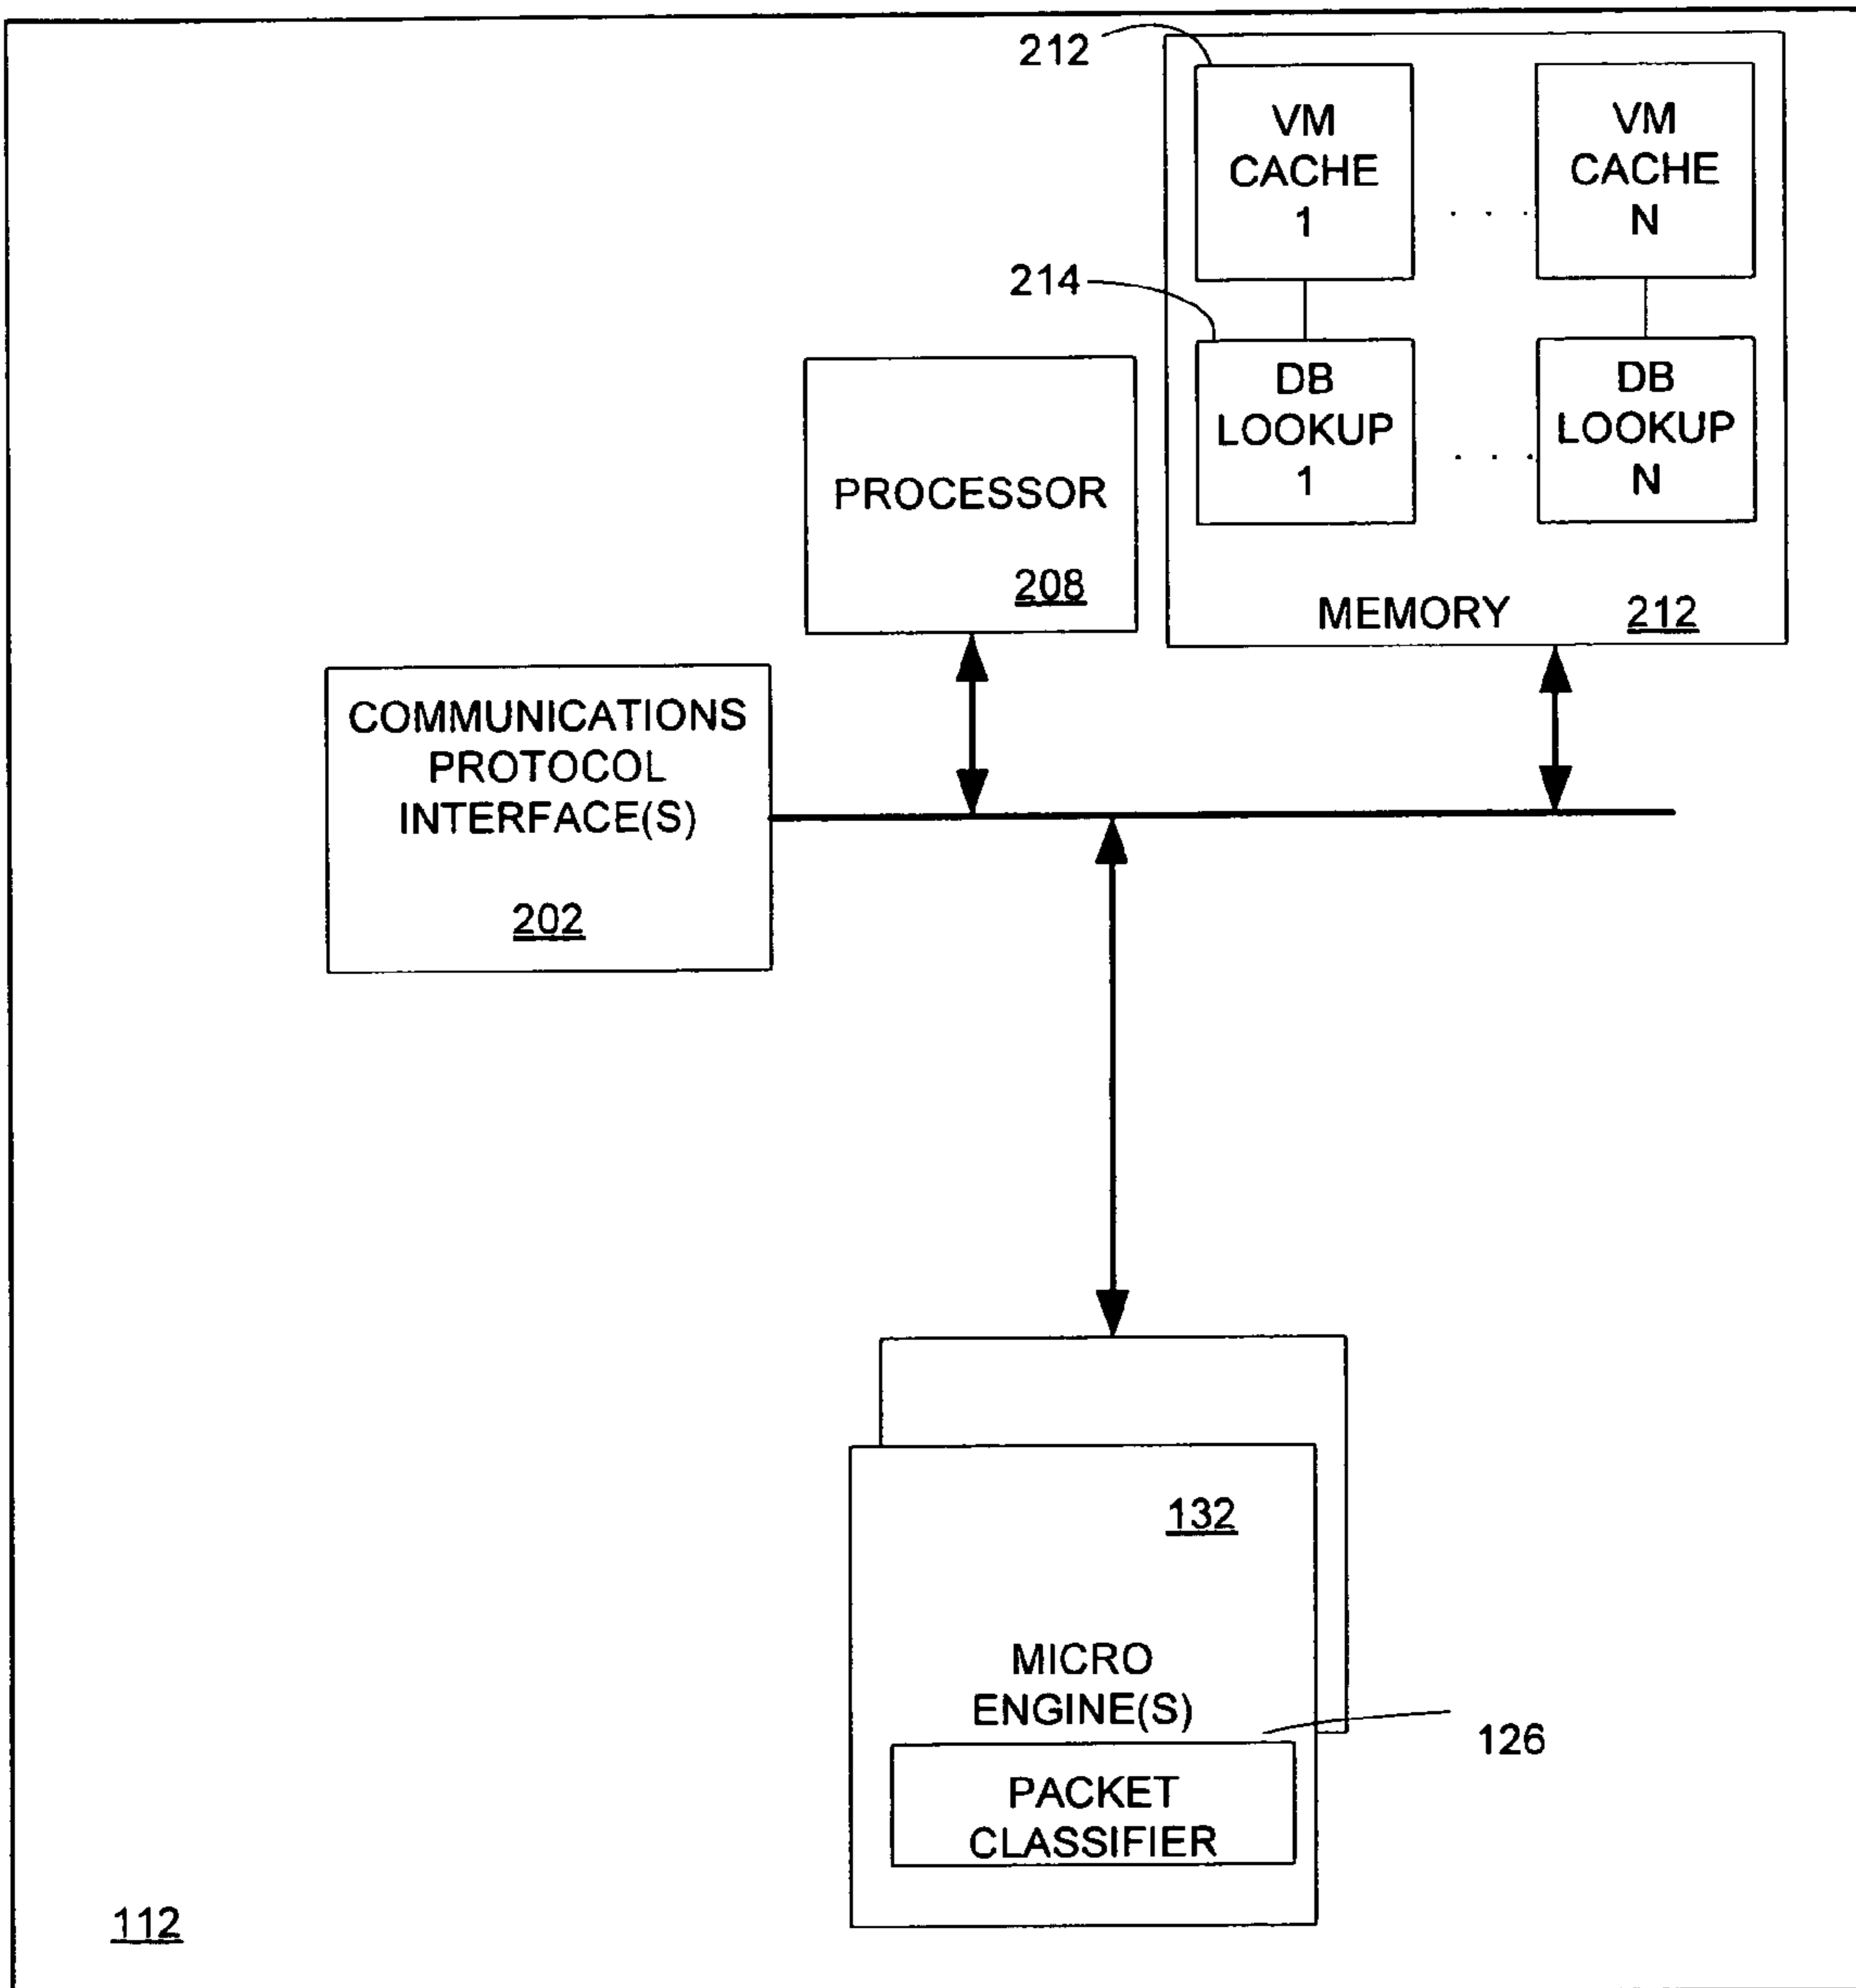 212
VM
CACHE
1
. . .
VM
CACHE
N
214
DB
LOOKUP
1
. . .
DB
LOOKUP
N
MEMORY 212
PROCESSOR
208
COMMUNICATIONS
PROTOCOL
INTERFACE(S)
202
132
MICRO
ENGINE(S)
126
PACKET
CLASSIFIER
112